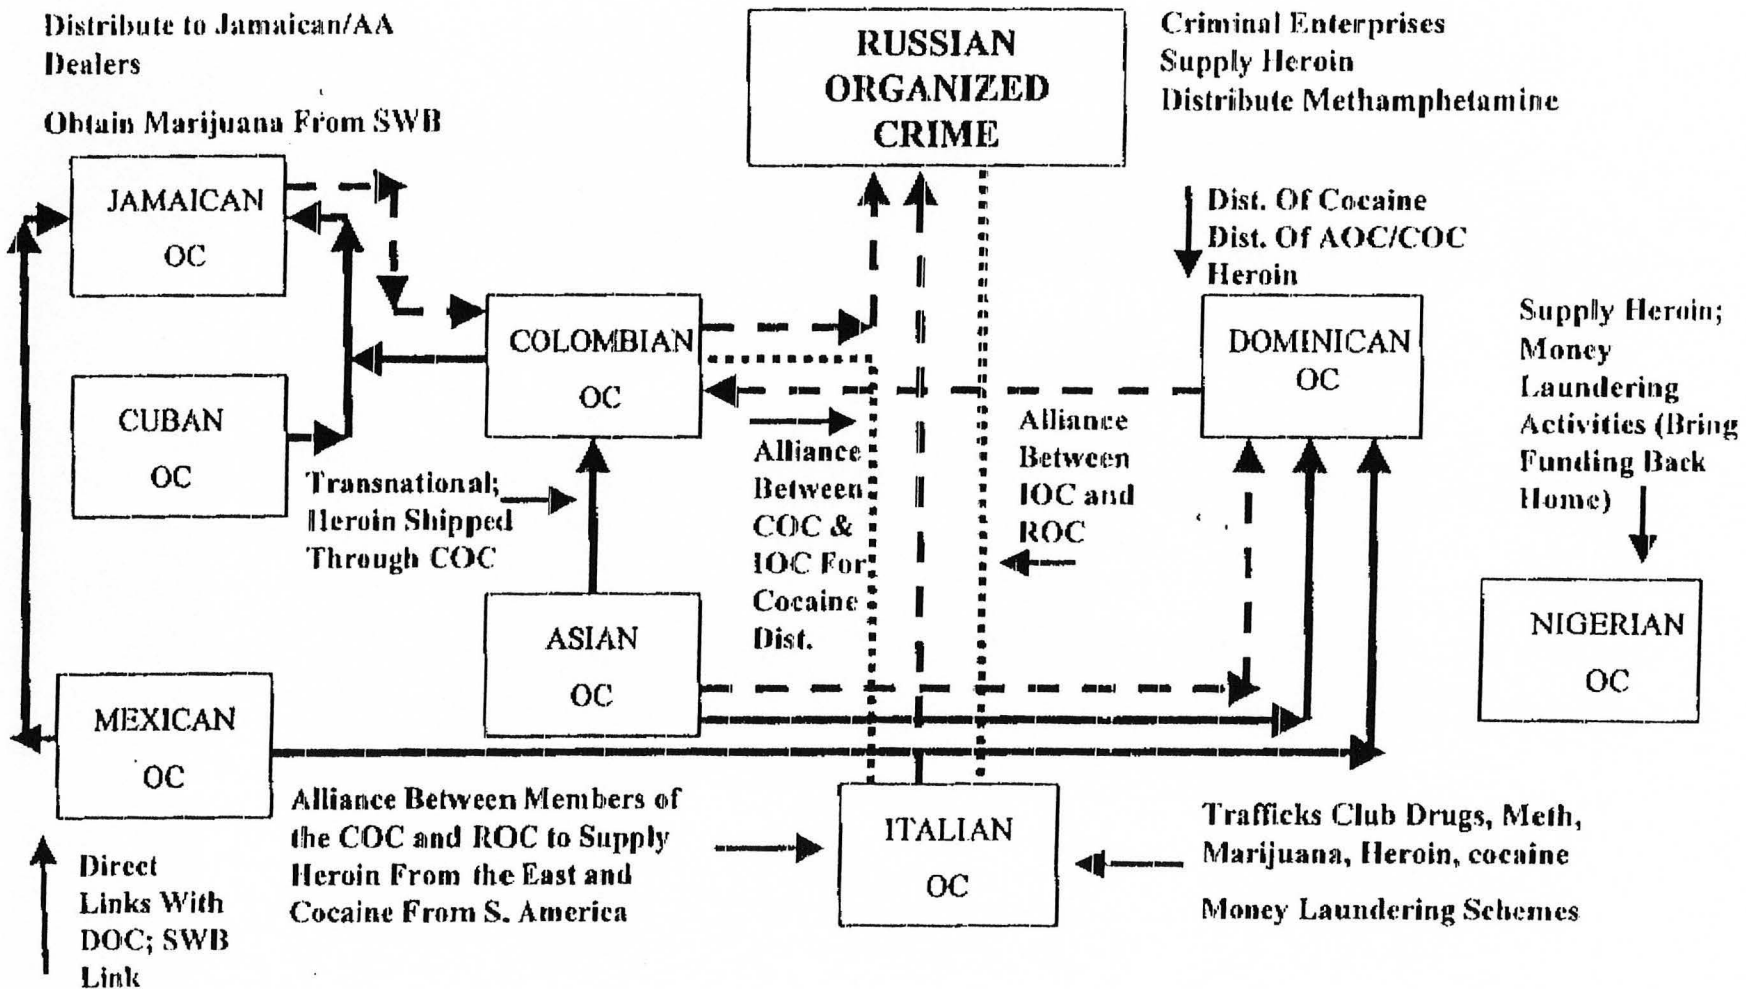 Distribute to Jamaican/AA
Dealers
Obtain Marijuana From SWB
RUSSIAN
ORGANIZED
CRIME
Criminal Enterprises
Supply Heroin
Distribute Methamphetamine
JAMAICAN
OC
Dist. Of Cocaine
Dist. Of AOC/COC
Heroin
COLOMBIAN
OC
DOMINICAN
OC
Supply Heroin;
Money
Laundering
Activities (Bring
Funding Back
Home)
CUBAN
OC
Transnational;
Heroin Shipped
Through COC
Alliance
Between
COC &
IOC For
Cocaine
Dist.
Alliance
Between
IOC and
ROC
ASIAN
OC
NIGERIAN
OC
MEXICAN
OC
Alliance Between Members of
the COC and ROC to Supply
Heroin From the East and
Cocaine From S. America
ITALIAN
OC
Trafficks Club Drugs, Meth,
Marijuana, Heroin, cocaine
Money Laundering Schemes
Direct
Links With
DOC; SWB
Link